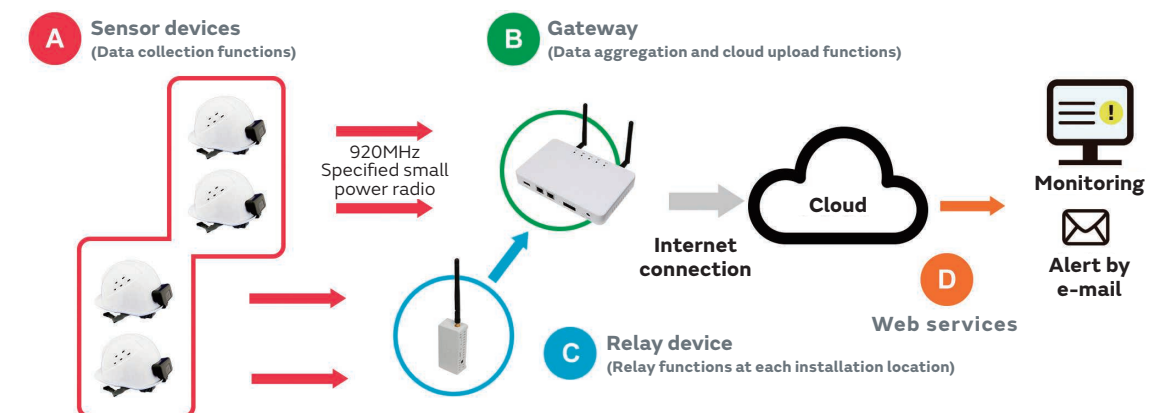 A
Sensor devices
(Data collection functions)
B
Gateway
(Data aggregation and cloud upload functions)
920MHz
Specified small
power radio
Internet
connection
Cloud
!
Monitoring
Alert by
e-mail
D
Web services
C
Relay device
(Relay functions at each installation location)